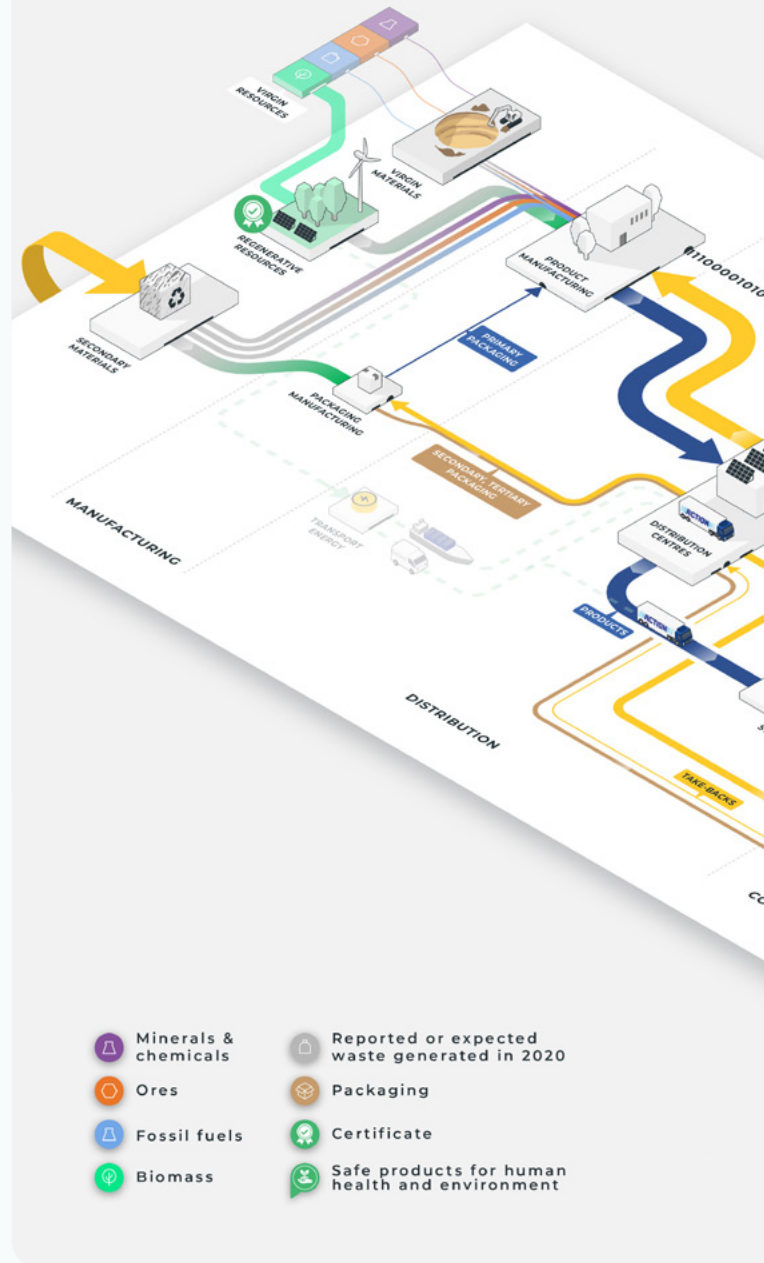 VIRGIN
RESOURCES
VIRGIN
MATERIALS
REGENERATIVE
RESOURCES
PRODUCT
MANUFACTURING
SECONDARY
MATERIALS
PRIMARY
PACKAGING
PACKAGING
MANUFACTURING
SECONDARY, TERTIARY
PACKAGING
MANUFACTURING
TRANSPORT
ENERGY
ACTION
DISTRIBUTION
CENTRES
PRODUCTS
ACTION
DISTRIBUTION
TAKE-BACKS
Minerals &
chemicals
Ores
Fossil fuels
Biomass
Reported or expected
waste generated in 2020
Packaging
Certificate
Safe products for human
health and environment